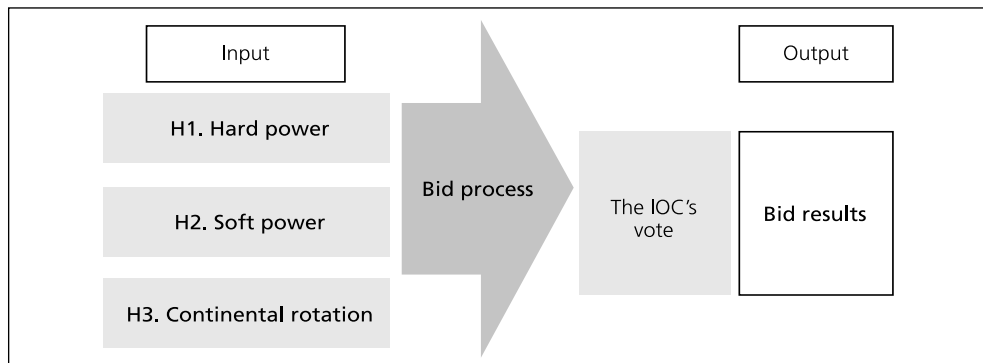 Input
Output
H1. Hard power
H2. Soft power
H3. Continental rotation
Bid process
The IOC's
vote
Bid results